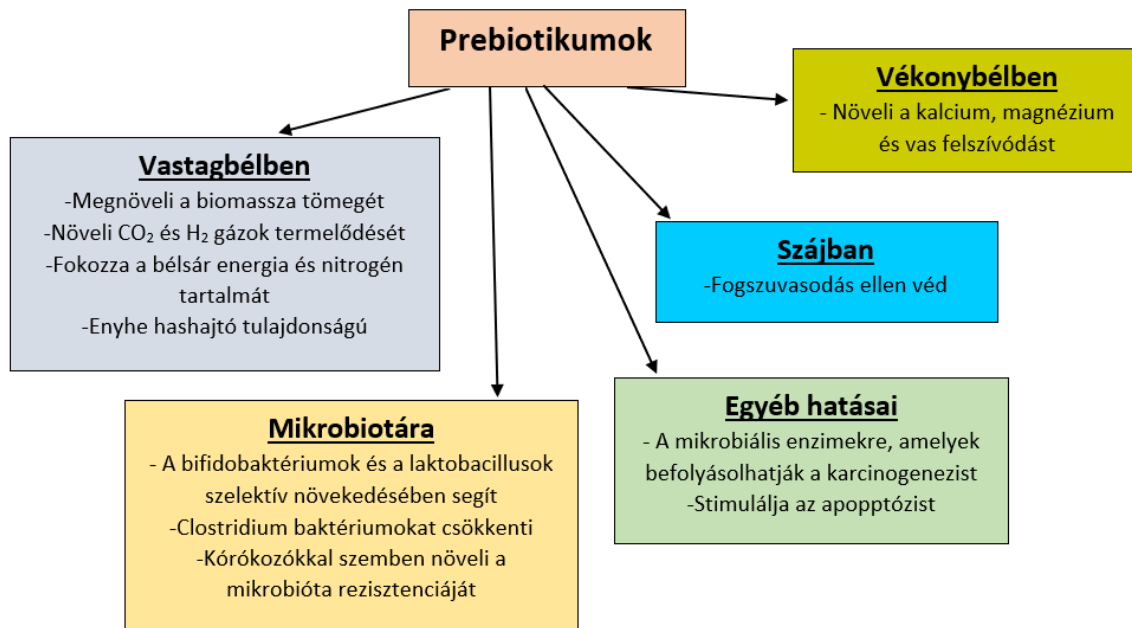 Prebiotikumok
Vékonybélben
- Növeli a kalcium, magnézium
és vas felszívódást
Vastagbélben
-Megnöveli a biomassza tömegét
-Növeli CO₂ és H₂ gázok termelődését
-Fokozza a bélsár energia és nitrogén
tartalmát
-Enyhe hashajtó tulajdonságú
Szájban
-Fogszuvasodás ellen véd
Mikrobiotára
- A bifidobaktériumok és a laktobacillusok
szelektív növekedésében segít
-Clostridium baktériumokat csökkenti
-Kórókozókkal szemben növeli a
mikrobióta rezisztenciáját
Egyéb hatásai
- A mikrobiális enzimekre, amelyek
befolyásolhatják a karcinogenezist
-Stimulálja az apopptózist